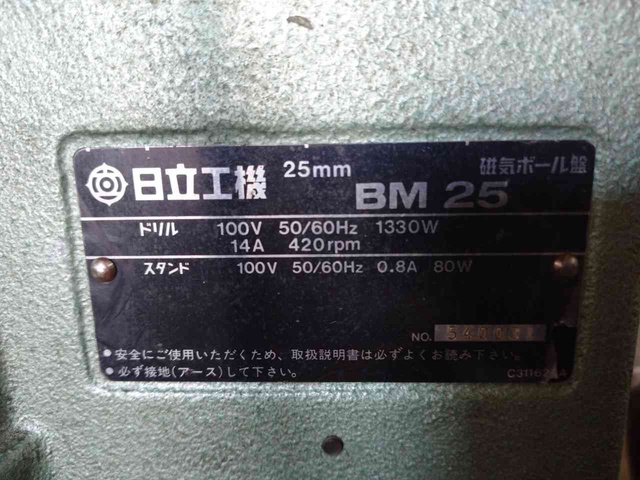 日立工機 25mm 磁気ボール盤
BM 25
ドリル 100V 50/60Hz 1330W
14A 420rpm
スタンド 100V 50/60Hz 0.8A 80W
NO.
●安全にご使用いただくため、取扱説明書は必ずよくお読み下さい。
●必ず接地(アース)して下さい。